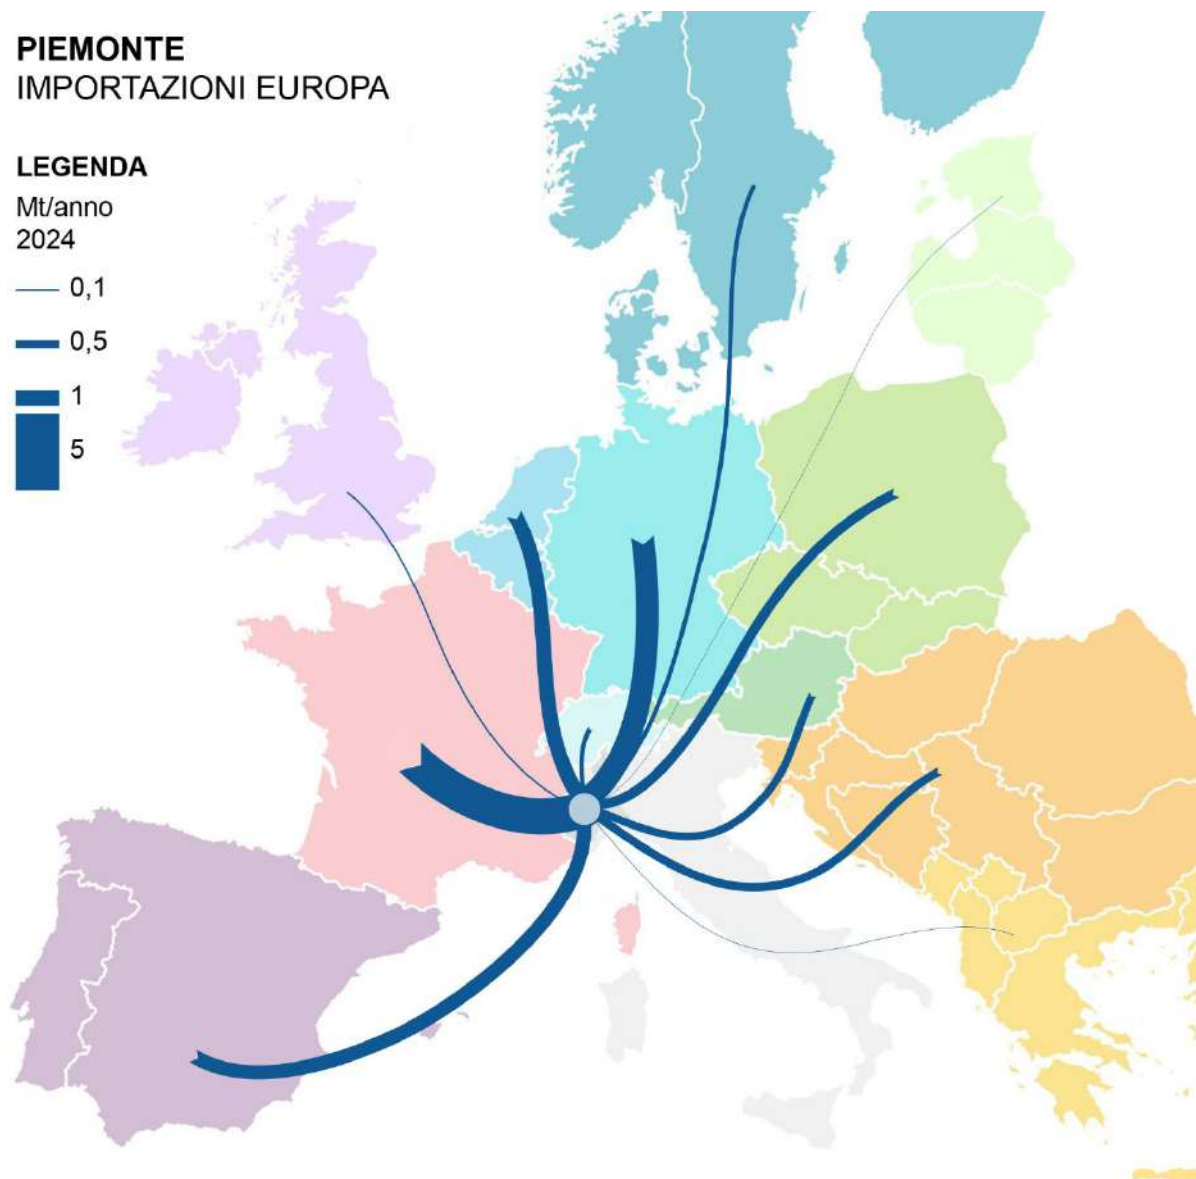 PIEMONTE
IMPORTAZIONI EUROPA
LEGENDA
Mt/anno
2024
0,1
0,5
1
5